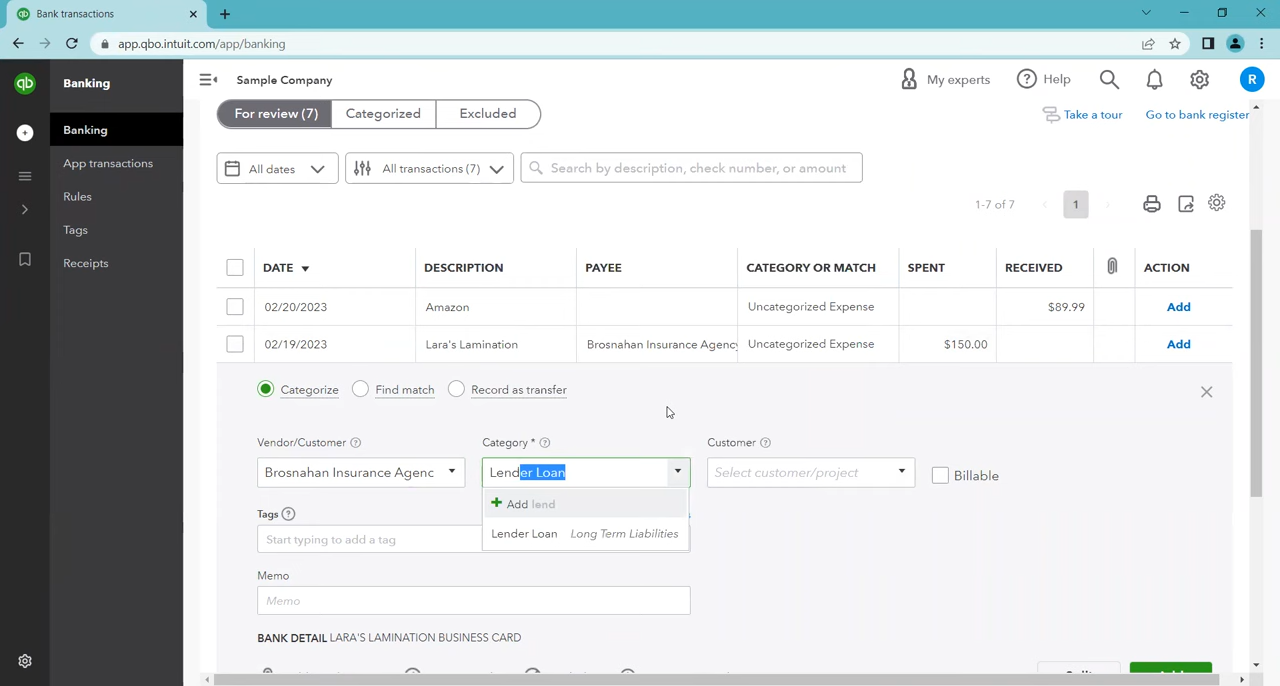 Bank transactions
app.qbo.intuit.com/app/banking
qb
Banking
Sample Company
My experts
Help
R
Banking
App transactions
Rules
Tags
Receipts
For review (7)
Categorized
Excluded
Take a tour
Go to bank register
All dates
All transactions (7)
Search by description, check number, or amount
1-7 of 7
1
DATE
DESCRIPTION
PAYEE
CATEGORY OR MATCH
SPENT
RECEIVED
ACTION
02/20/2023
Amazon
Uncategorized Expense
$89.99
Add
02/19/2023
Lara's Lamination
Brosnahan Insurance Agency
Uncategorized Expense
$150.00
Add
Categorize
Find match
Record as transfer
Vendor/Customer
Category *
Customer
Brosnahan Insurance Agenc
Lender Loan
Select customer/project
Billable
Add lend
Lender Loan Long Term Liabilities
Tags
Start typing to add a tag
Memo
Memo
BANK DETAIL LARA'S LAMINATION BUSINESS CARD